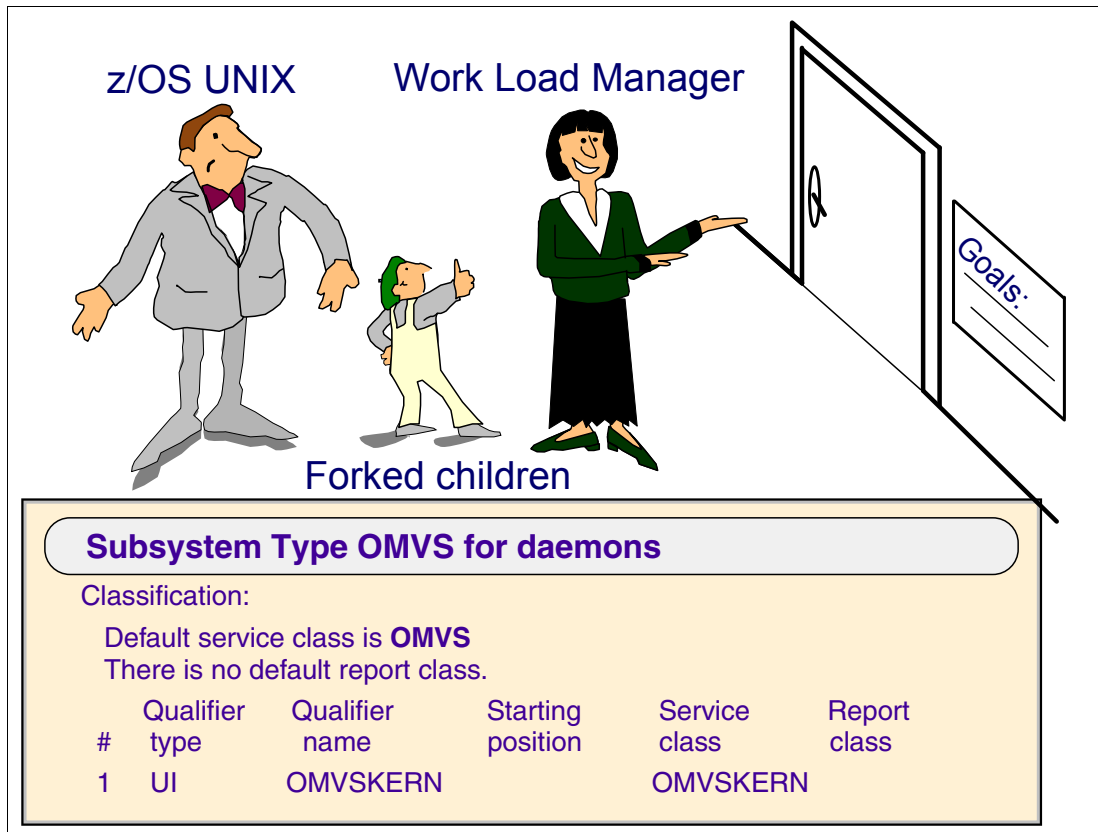 z/OS UNIX
Work Load Manager
Goals:
Forked children
Subsystem Type OMVS for daemons
Classification:
Default service class is OMVS
There is no default report class.
Qualifier Qualifier Starting Service Report
# type name position class class
1 UI OMVSKERN OMVSKERN